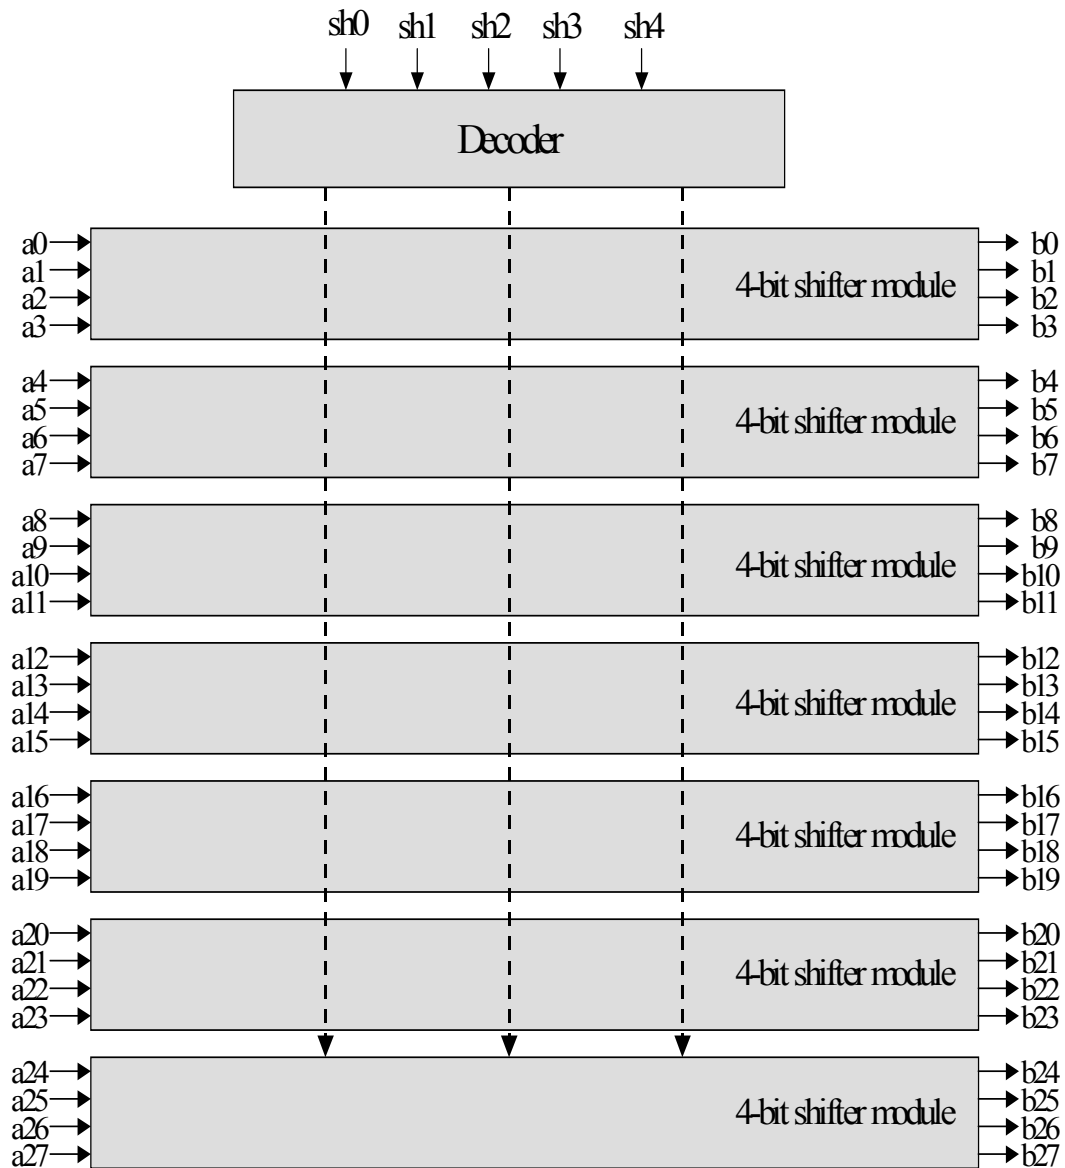 sh0 sh1 sh2 sh3 sh4
Decoder
a0 b0
a1 b1
4-bit shifter module
a2 b2
a3 b3
a4 b4
a5 b5
4-bit shifter module
a6 b6
a7 b7
a8 b8
a9 b9
4-bit shifter module
a10 b10
a11 b11
a12 b12
a13 b13
4-bit shifter module
a14 b14
a15 b15
a16 b16
a17 b17
4-bit shifter module
a18 b18
a19 b19
a20 b20
a21 b21
4-bit shifter module
a22 b22
a23 b23
a24 b24
a25 b25
4-bit shifter module
a26 b26
a27 b27